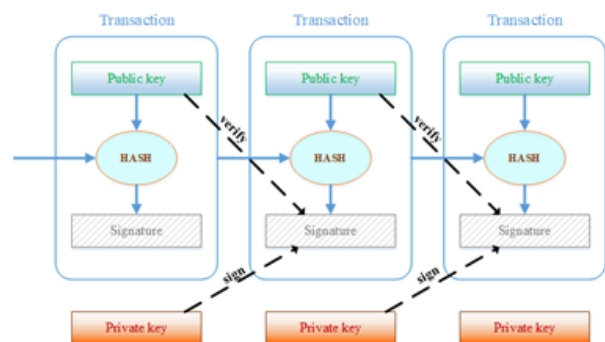 Transaction
Transaction
Transaction
Public key
Public key
Public key
verify
verify
HASH
HASH
HASH
Signature
Signature
Signature
sign
sign
Private key
Private key
Private key